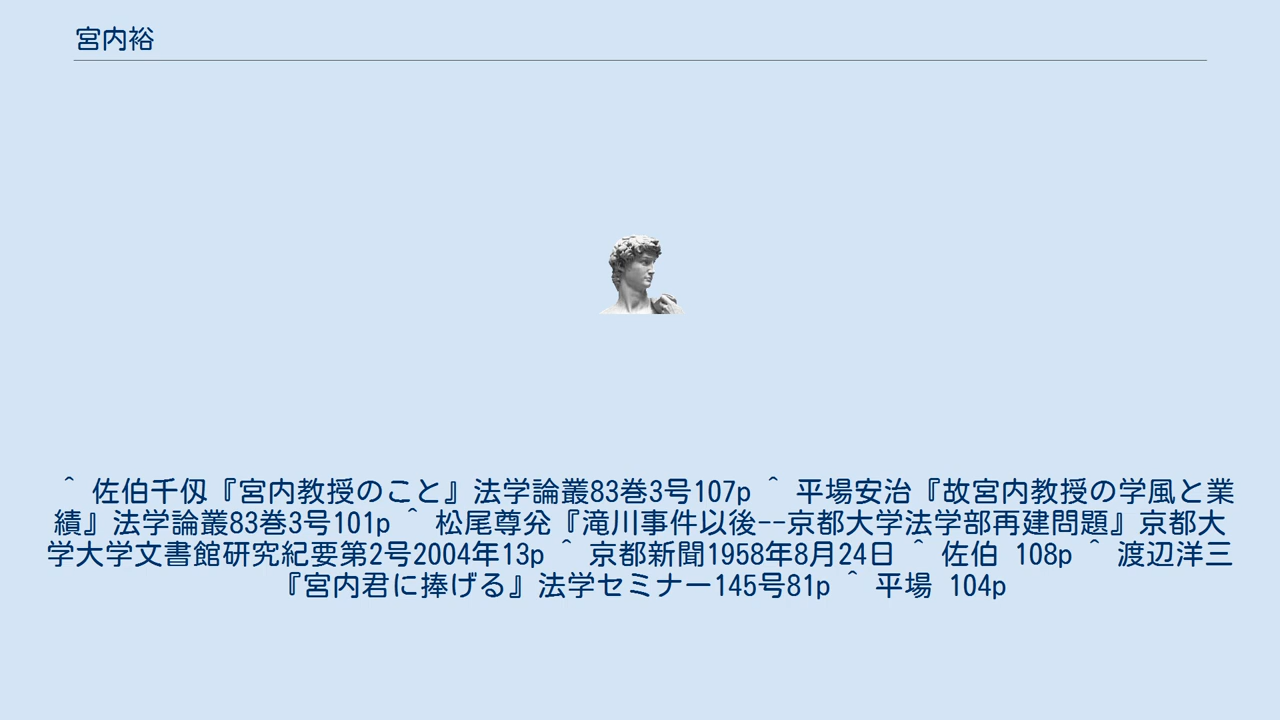 宮内裕
^ 佐伯千仭『宮内教授のこと』法学論叢83巻3号107p ^ 平場安治『故宮内教授の学風と業
績』法学論叢83巻3号101p ^ 松尾尊兊『滝川事件以後--京都大学法学部再建問題』京都大
学大学文書館研究紀要第2号2004年13p ^ 京都新聞1958年8月24日 ^ 佐伯 108p ^ 渡辺洋三
『宮内君に捧げる』法学セミナー145号81p ^ 平場 104p